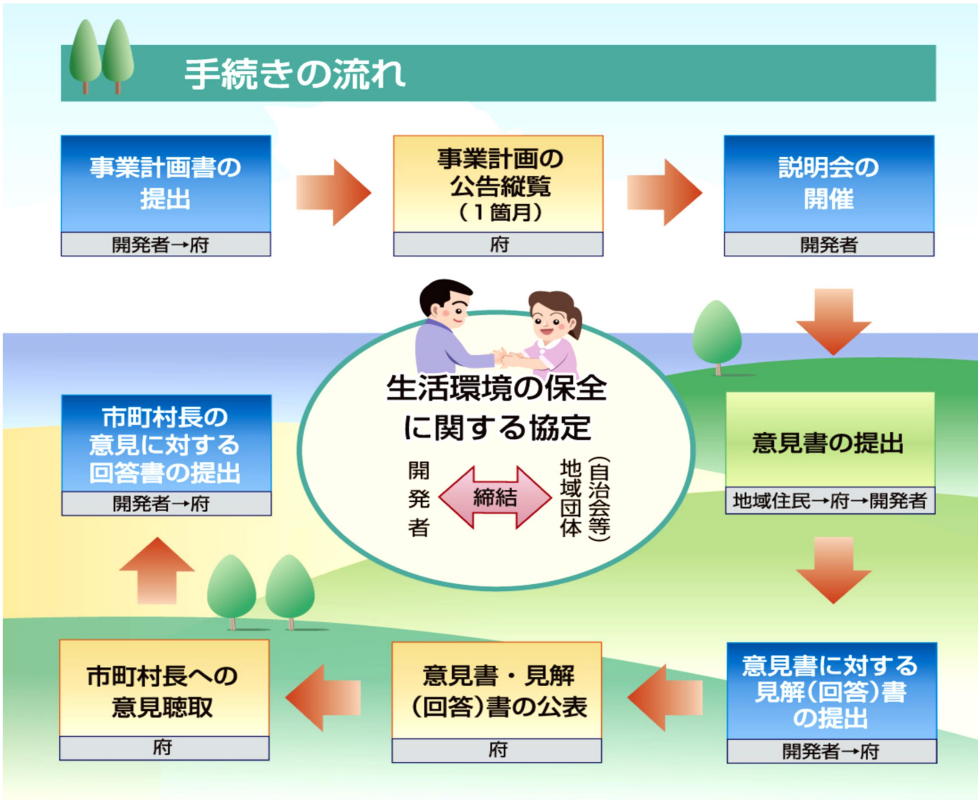 手続きの流れ
事業計画書の
提出
開発者→府
事業計画の
公告縦覧
(1箇月)
府
説明会の
開催
開発者
意見書の提出
地域住民→府→開発者
意見書に対する
見解(回答)書
の提出
開発者→府
意見書・見解
(回答)書の公表
府
市町村長への
意見聴取
府
市町村長の
意見に対する
回答書の提出
開発者→府
生活環境の保全
に関する協定
開発者
締結
地域団体
(自治会等)